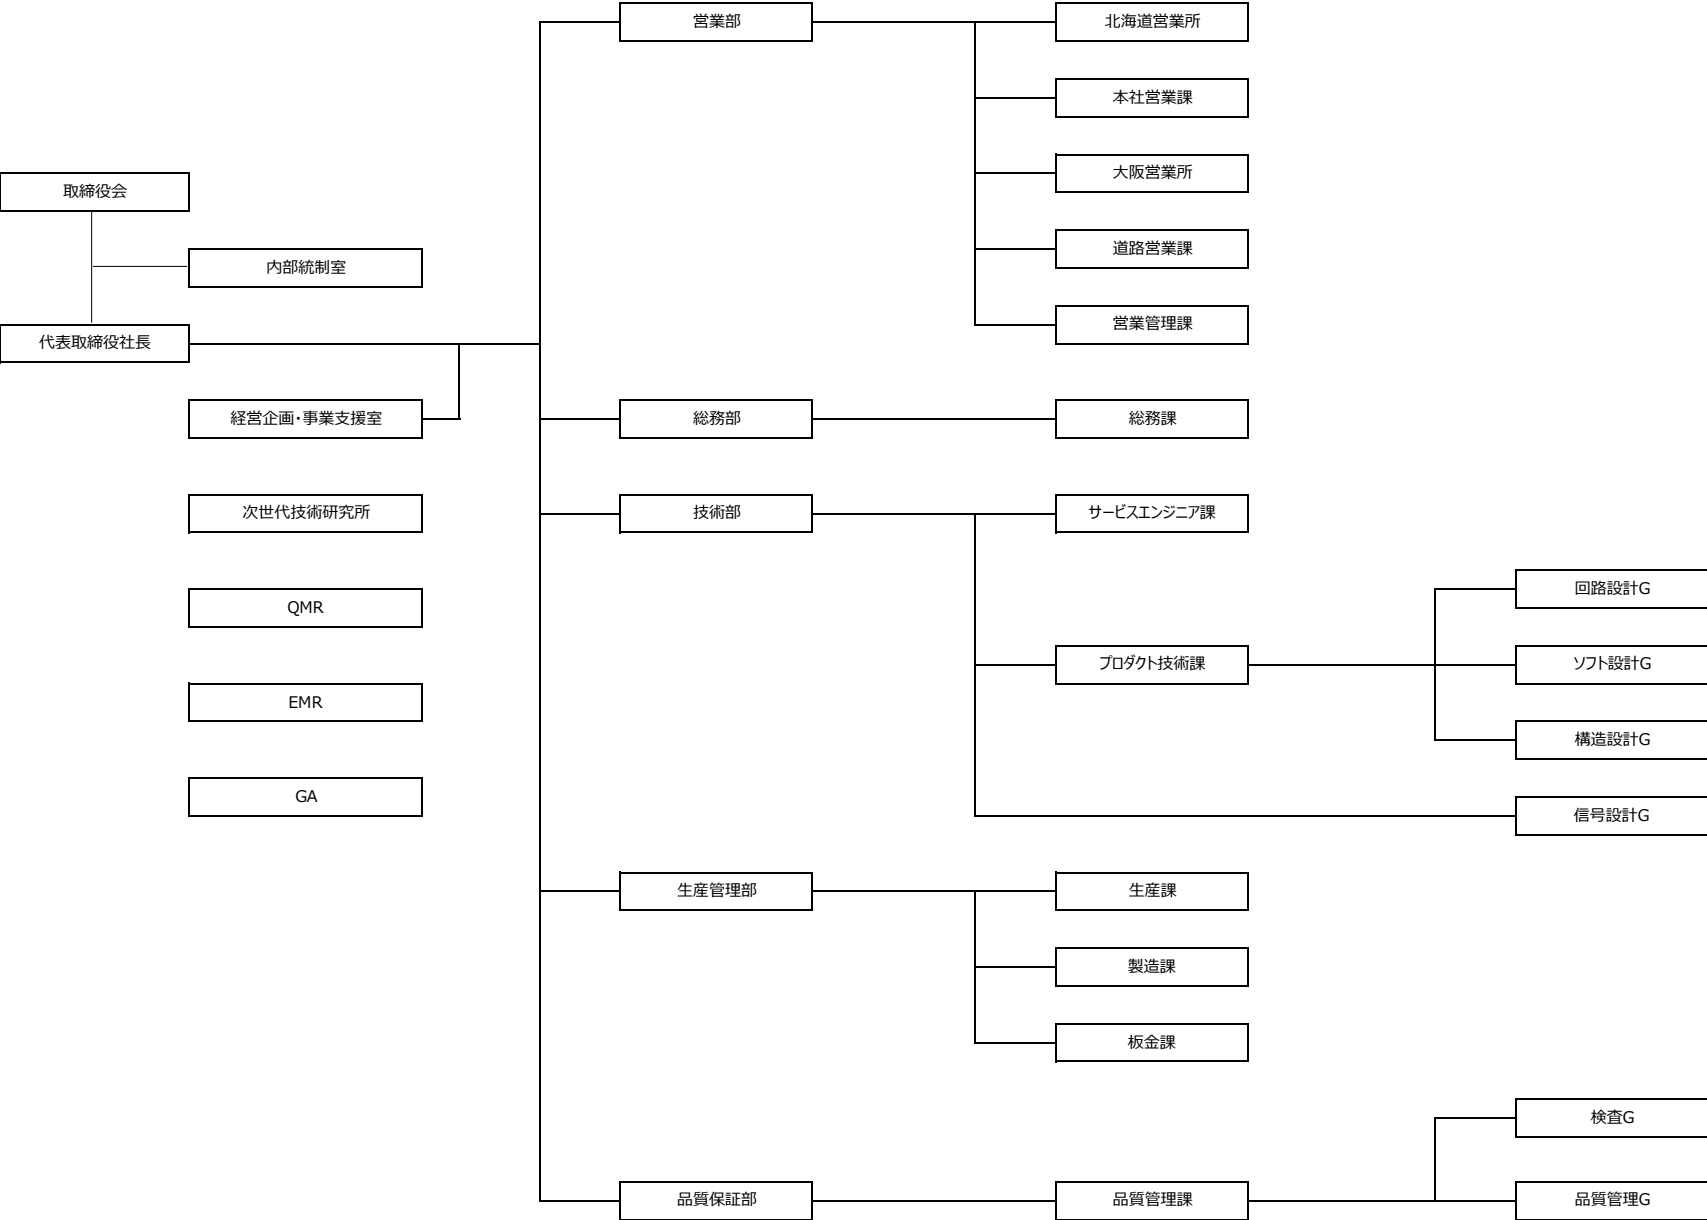 営業部
北海道営業所
本社営業課
大阪営業所
取締役会
道路営業課
内部統制室
営業管理課
代表取締役社長
経営企画・事業支援室
総務部
総務課
次世代技術研究所
技術部
サービスエンジニア課
回路設計G
QMR
プロダクト技術課
ソフト設計G
EMR
構造設計G
GA
信号設計G
生産管理部
生産課
製造課
板金課
検査G
品質保証部
品質管理課
品質管理G